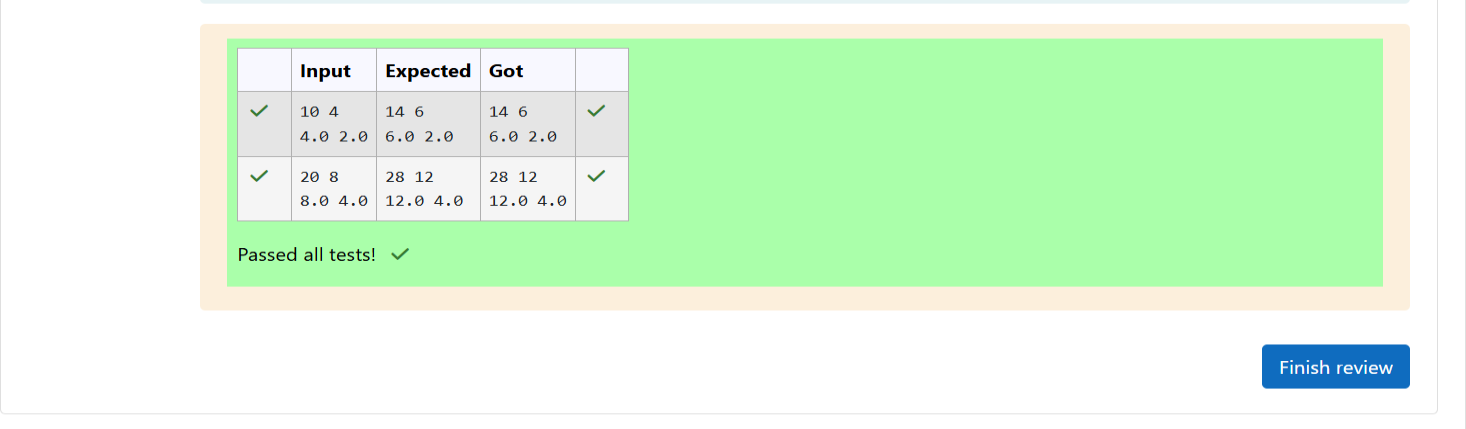 Input Expected Got
10 4 14 6 14 6
4.0 2.0 6.0 2.0 6.0 2.0
20 8 28 12 28 12
8.0 4.0 12.0 4.0 12.0 4.0
Passed all tests!
Finish review